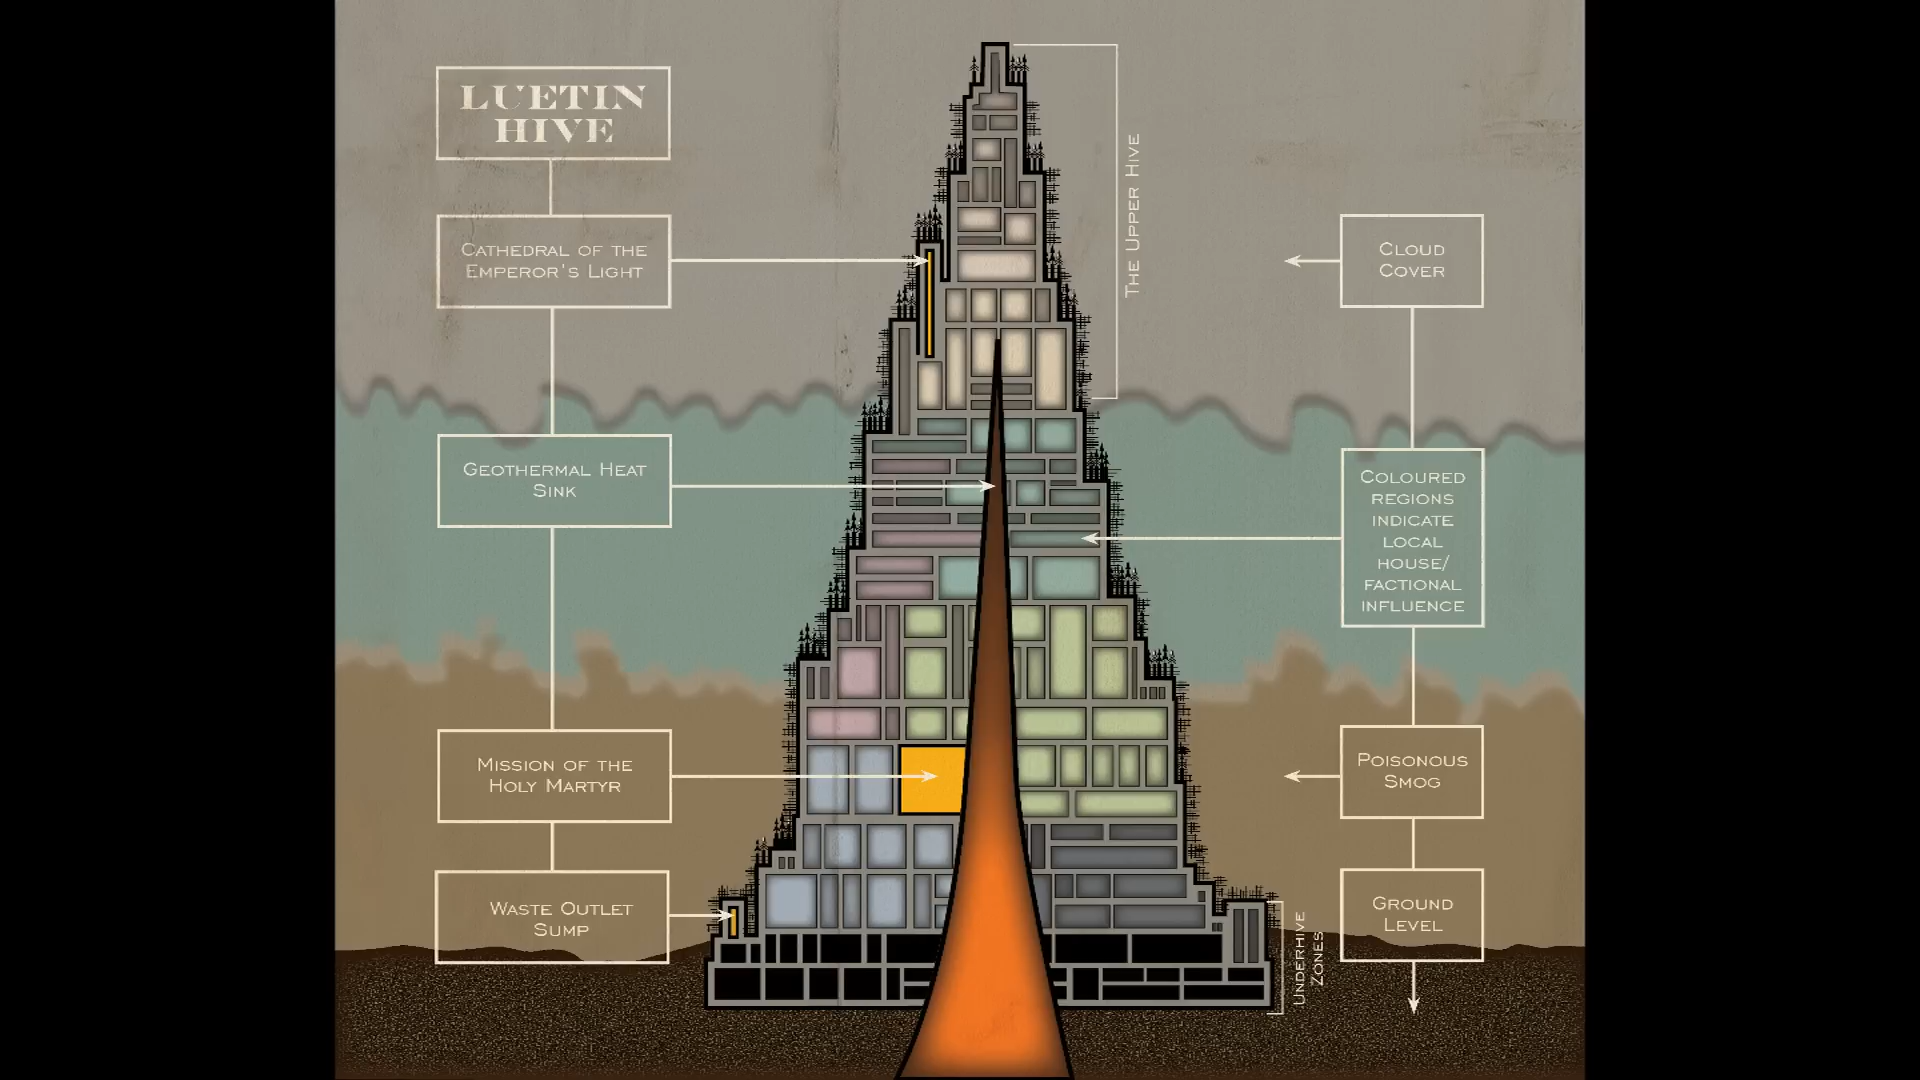 LUETIN
HIVE
CATHEDRAL OF THE
EMPEROR'S LIGHT
GEOTHERMAL HEAT
SINK
MISSION OF THE
HOLY MARTYR
WASTE OUTLET
SUMP
THE UPPER HIVE
UNDERHIVE
ZONES
CLOUD
COVER
COLOURED
REGIONS
INDICATE
LOCAL
HOUSE/
FACTIONAL
INFLUENCE
POISONOUS
SMOG
GROUND
LEVEL